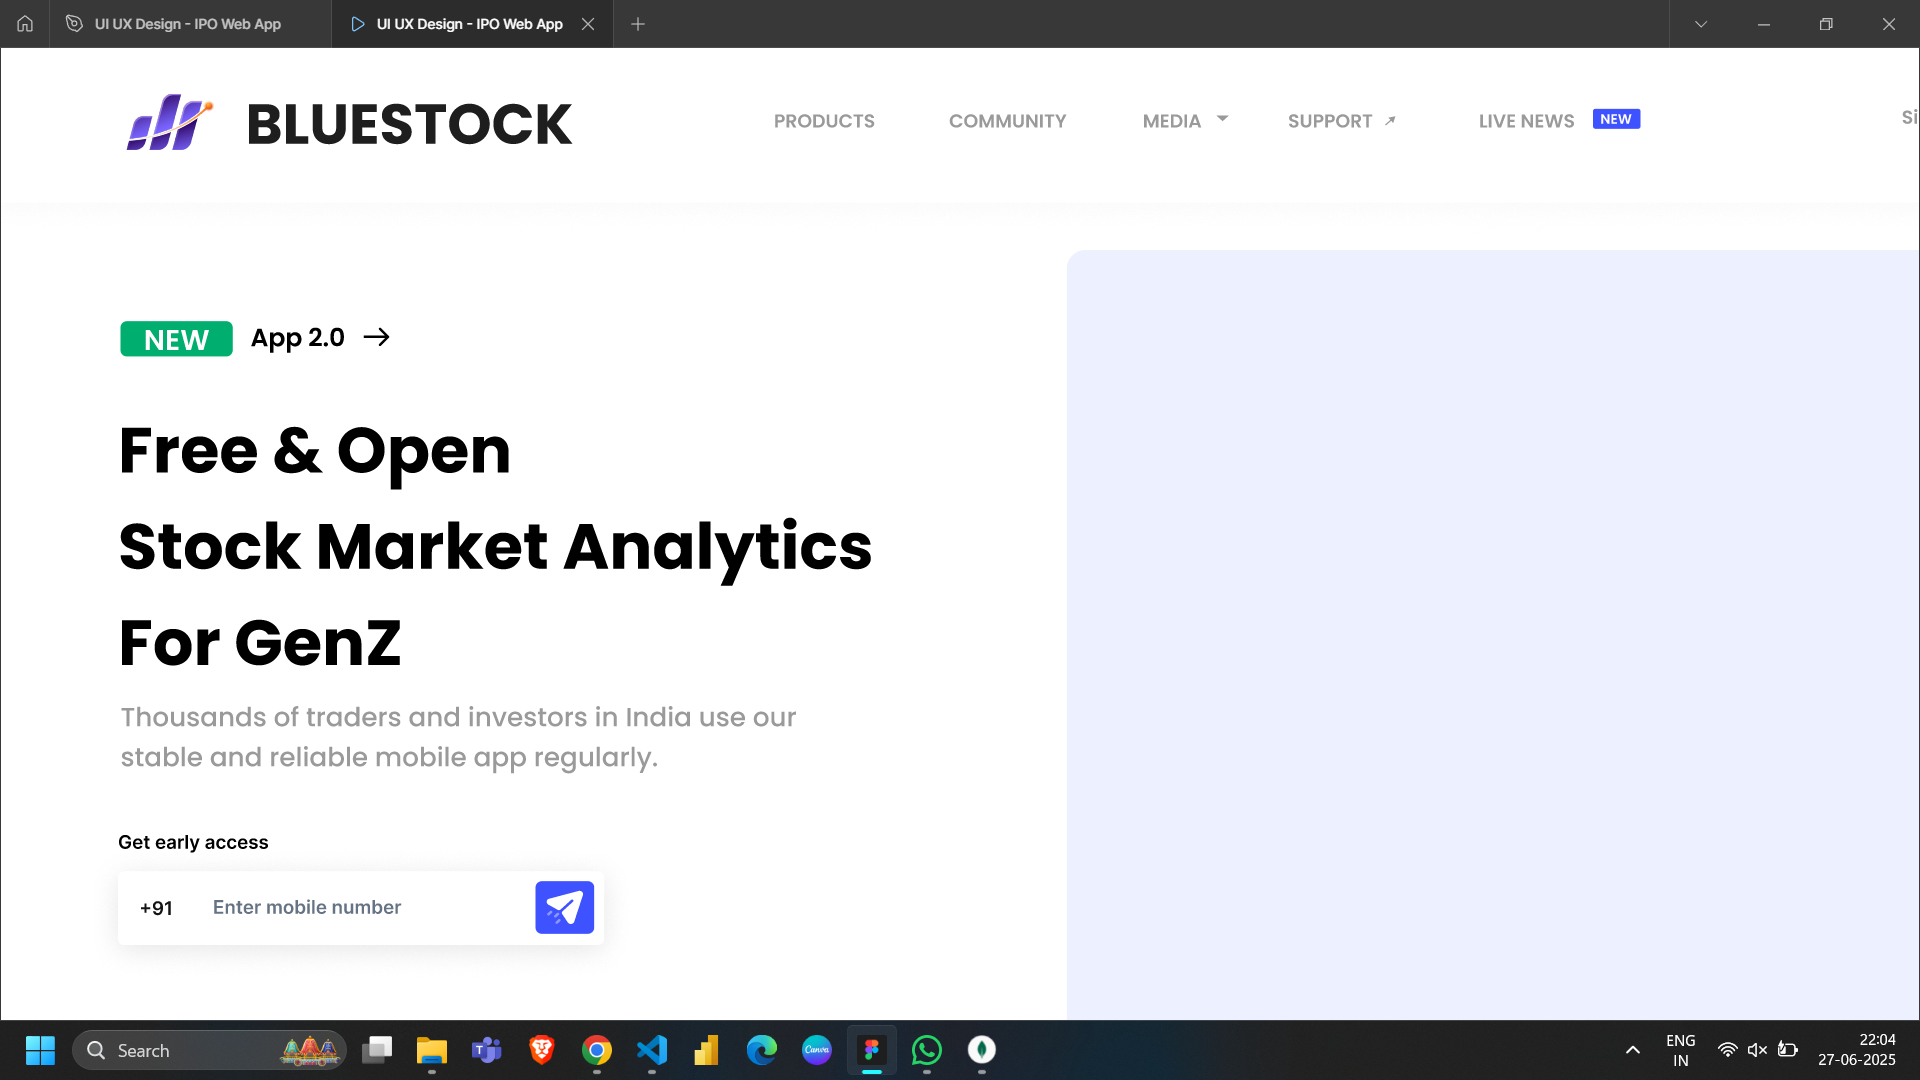 UI UX Design - IPO Web App
UI UX Design - IPO Web App
BLUESTOCK
PRODUCTS
COMMUNITY
MEDIA
SUPPORT
LIVE NEWS
NEW
Si
NEW
App 2.0
Free & Open
Stock Market Analytics
For GenZ
Thousands of traders and investors in India use our
stable and reliable mobile app regularly.
Get early access
+91
Enter mobile number
Search
Canva
ENG
IN
22:04
27-06-2025